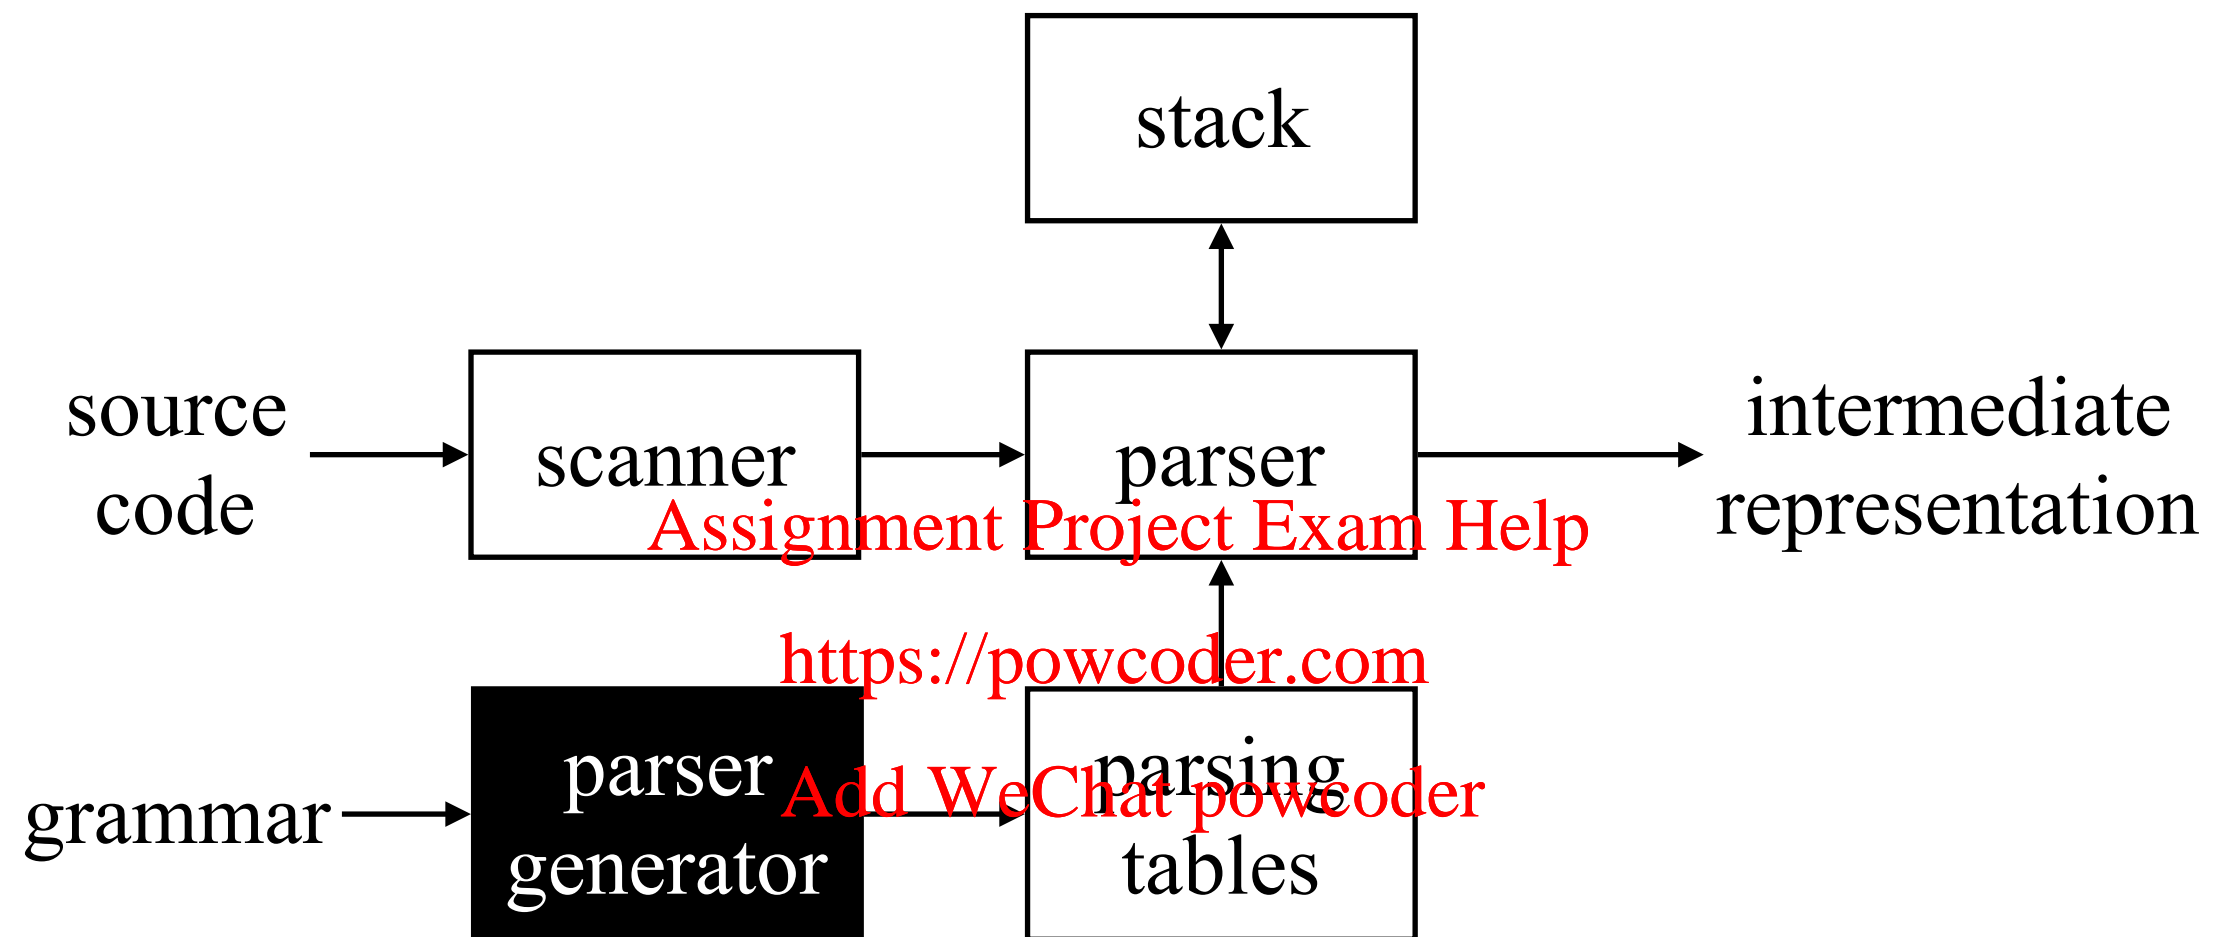 stack
source
code
scanner
parser
intermediate
representation
Assignment Project Exam Help
https://powcoder.com
grammar
parser
generator
parsing
tables
Add WeChat powcoder